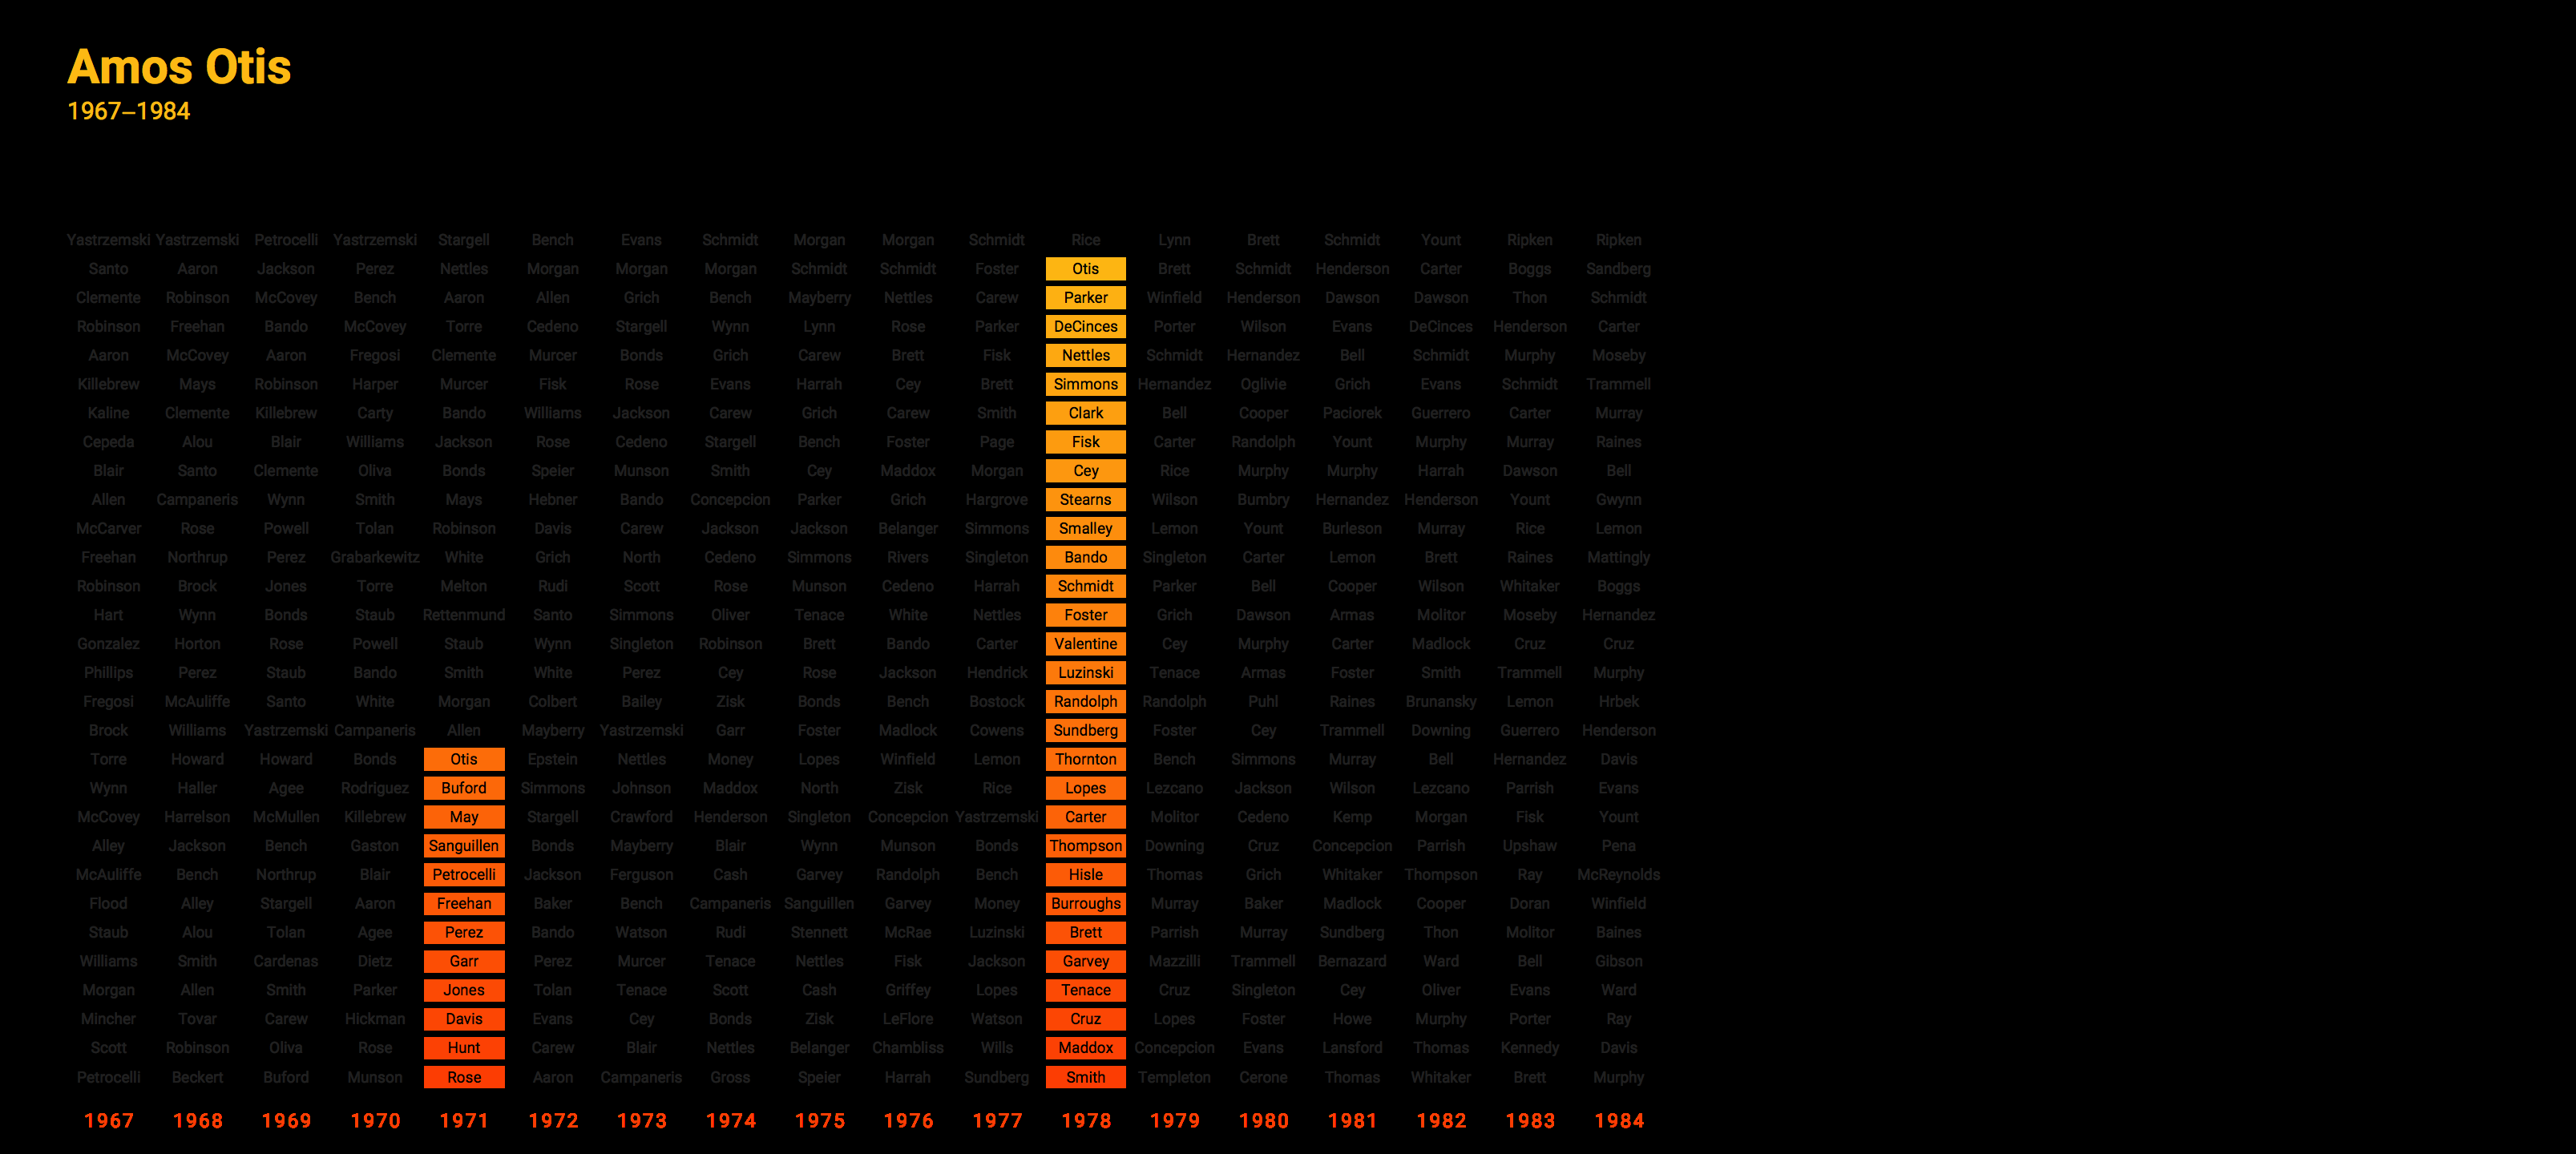 Amos Otis
1967–1984
Yastrzemski Yastrzemski Petrocelli Yastrzemski Stargell Bench Evans Schmidt Morgan Morgan Schmidt Rice Lynn Brett Schmidt Yount Ripken Ripken
Santo Aaron Jackson Perez Nettles Morgan Morgan Morgan Schmidt Schmidt Foster Otis Brett Schmidt Henderson Carter Boggs Sandberg
Clemente Robinson McCovey Bench Aaron Allen Grich Bench Mayberry Nettles Carew Parker Winfield Henderson Dawson Dawson Thon Schmidt
Robinson Freehan Bando McCovey Torre Cedeno Stargell Wynn Lynn Rose Parker DeCinces Porter Wilson Evans DeCinces Henderson Carter
Aaron McCovey Aaron Fregosi Clemente Murcer Bonds Grich Carew Brett Fisk Nettles Schmidt Hernandez Bell Schmidt Murphy Moseby
Killebrew Mays Robinson Harper Murcer Fisk Rose Evans Harrah Cey Brett Simmons Hernandez Oglivie Grich Evans Schmidt Trammell
Kaline Clemente Killebrew Carty Bando Williams Jackson Carew Grich Carew Smith Clark Bell Cooper Paciorek Guerrero Carter Murray
Cepeda Alou Blair Williams Jackson Rose Cedeno Stargell Bench Foster Page Fisk Carter Randolph Yount Murphy Murray Raines
Blair Santo Clemente Oliva Bonds Speier Munson Smith Cey Maddox Morgan Cey Rice Murphy Murphy Harrah Dawson Bell
Allen Campaneris Wynn Smith Mays Hebner Bando Concepcion Parker Grich Hargrove Stearns Wilson Bumbry Hernandez Henderson Yount Gwynn
McCarver Rose Powell Tolan Robinson Davis Carew Jackson Jackson Belanger Simmons Smalley Lemon Yount Burleson Murray Rice Lemon
Freehan Northrup Perez Grabarkewitz White Grich North Cedeno Simmons Rivers Singleton Bando Singleton Carter Lemon Brett Raines Mattingly
Robinson Brock Jones Torre Melton Rudi Scott Rose Munson Cedeno Harrah Schmidt Parker Bell Cooper Wilson Whitaker Boggs
Hart Wynn Bonds Staub Rettenmund Santo Simmons Oliver Tenace White Nettles Foster Grich Dawson Armas Molitor Moseby Hernandez
Gonzalez Horton Rose Powell Staub Wynn Singleton Robinson Brett Bando Carter Valentine Cey Murphy Carter Madlock Cruz Cruz
Phillips Perez Staub Bando Smith White Perez Cey Rose Jackson Hendrick Luzinski Tenace Armas Foster Smith Trammell Murphy
Fregosi McAuliffe Santo White Morgan Colbert Bailey Zisk Bonds Bench Bostock Randolph Randolph Puhl Raines Brunansky Lemon Hrbek
Brock Williams Yastrzemski Campaneris Allen Mayberry Yastrzemski Garr Foster Madlock Cowens Sundberg Foster Cey Trammell Downing Guerrero Henderson
Torre Howard Howard Bonds Otis Epstein Nettles Money Lopes Winfield Lemon Thornton Bench Simmons Murray Bell Hernandez Davis
Wynn Haller Agee Rodriguez Buford Simmons Johnson Maddox North Zisk Rice Lopes Lezcano Jackson Wilson Lezcano Parrish Evans
McCovey Harrelson McMullen Killebrew May Stargell Crawford Henderson Singleton Concepcion Yastrzemski Carter Molitor Cedeno Kemp Morgan Fisk Yount
Alley Jackson Bench Gaston Sanguillen Bonds Mayberry Blair Wynn Munson Bonds Thompson Downing Cruz Concepcion Parrish Upshaw Pena
McAuliffe Bench Northrup Blair Petrocelli Jackson Ferguson Cash Garvey Randolph Bench Hisle Thomas Grich Whitaker Thompson Ray McReynolds
Flood Alley Stargell Aaron Freehan Baker Bench Campaneris Sanguillen Garvey Money Burroughs Murray Baker Madlock Cooper Doran Winfield
Staub Alou Tolan Agee Perez Bando Watson Rudi Stennett McRae Luzinski Brett Parrish Murray Sundberg Thon Molitor Baines
Williams Smith Cardenas Dietz Garr Perez Murcer Tenace Nettles Fisk Jackson Garvey Mazzilli Trammell Bernazard Ward Bell Gibson
Morgan Allen Smith Parker Jones Tolan Tenace Scott Cash Griffey Lopes Tenace Cruz Singleton Cey Oliver Evans Ward
Mincher Tovar Carew Hickman Davis Evans Cey Bonds Zisk LeFlore Watson Cruz Lopes Foster Howe Murphy Porter Ray
Scott Robinson Oliva Rose Hunt Carew Blair Nettles Belanger Chambliss Wills Maddox Concepcion Evans Lansford Thomas Kennedy Davis
Petrocelli Beckert Buford Munson Rose Aaron Campaneris Gross Speier Harrah Sundberg Smith Templeton Cerone Thomas Whitaker Brett Murphy
1967 1968 1969 1970 1971 1972 1973 1974 1975 1976 1977 1978 1979 1980 1981 1982 1983 1984